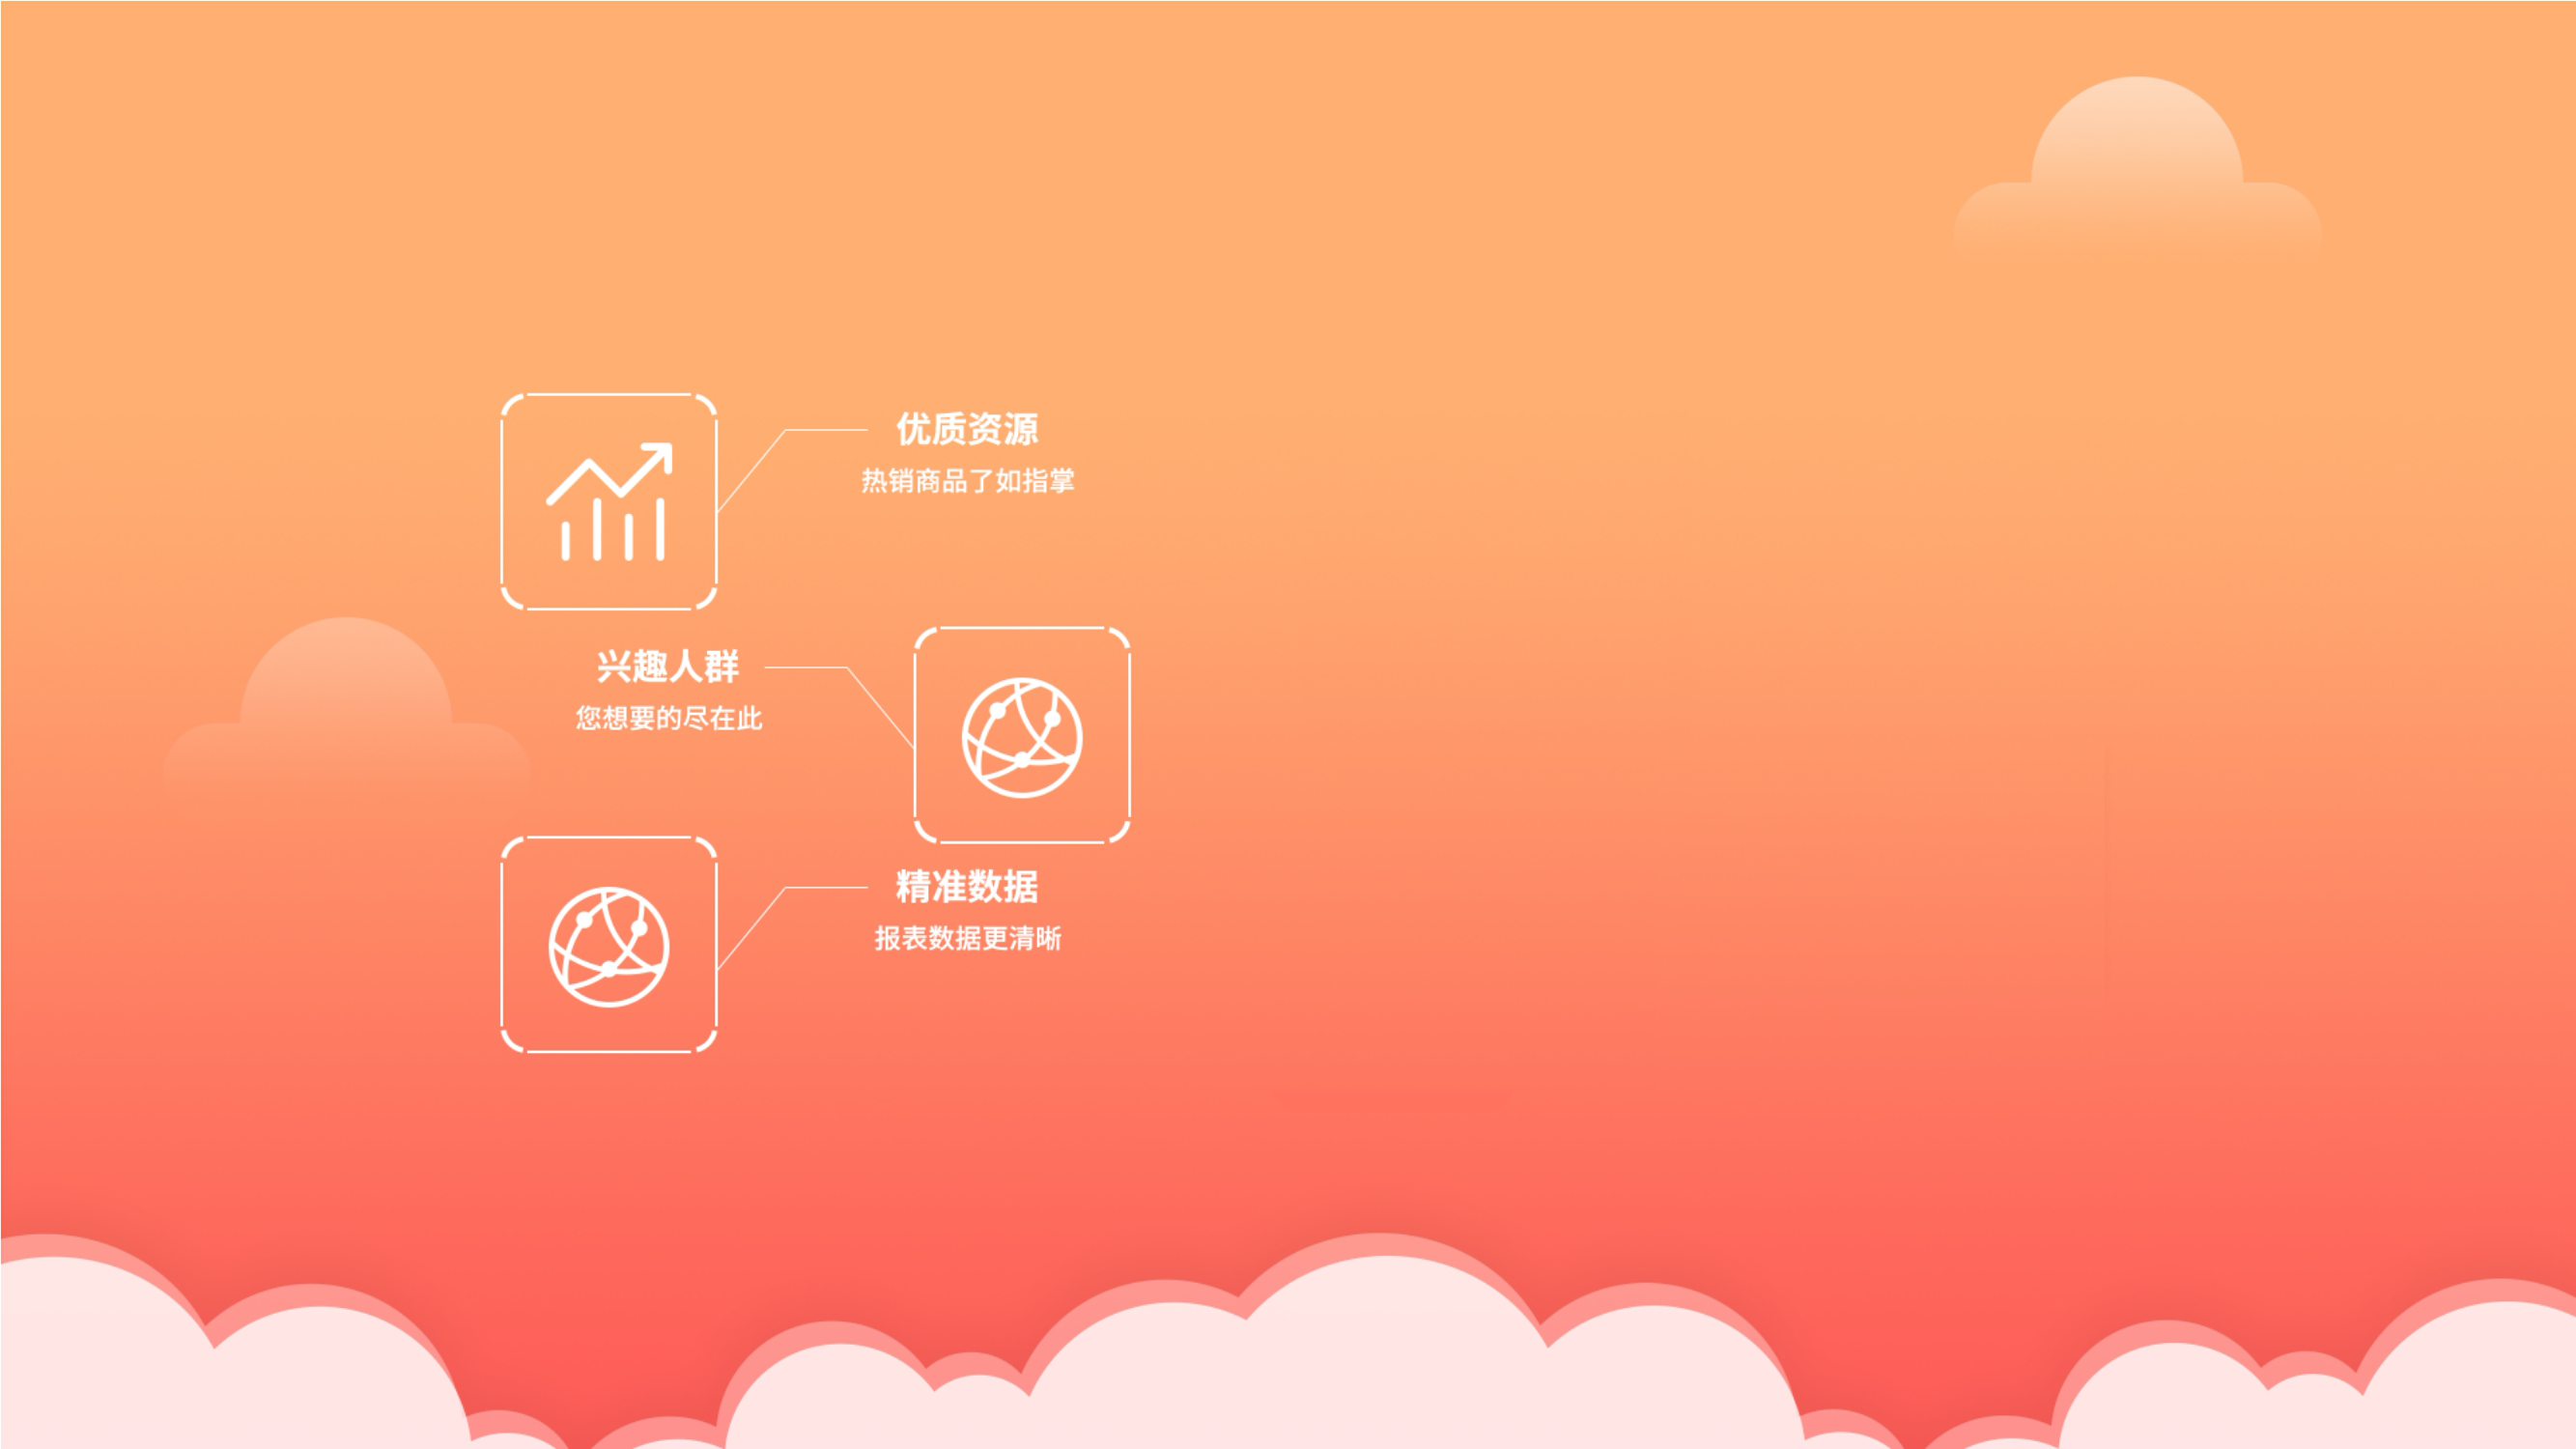 优质资源
热销商品了如指掌
兴趣人群
您想要的尽在此
精准数据
报表数据更清晰